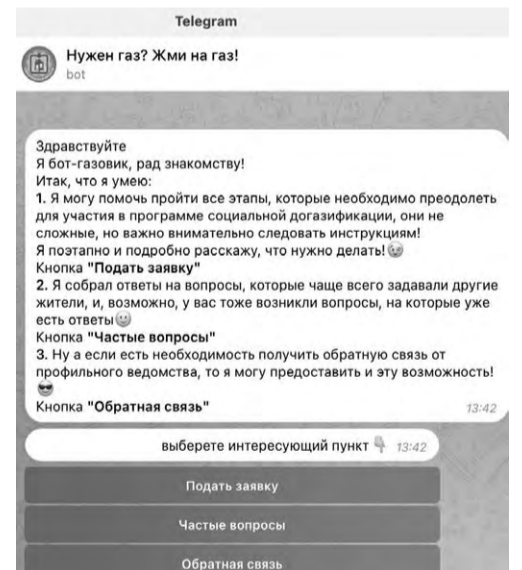 Telegram
Нужен газ? Жми на газ!
bot
Здравствуйте
Я бот-газовик, рад знакомству!
Итак, что я умею:
1. Я могу помочь пройти все этапы, которые необходимо преодолеть
для участия в программе социальной догазификации, они не
сложные, но важно внимательно следовать инструкциям!
Я поэтапно и подробно расскажу, что нужно делать!😉
Кнопка "Подать заявку"
2. Я собрал ответы на вопросы, которые чаще всего задавали другие
жители, и, возможно, у вас тоже возникли вопросы, на которые уже
есть ответы🙂
Кнопка "Частые вопросы"
3. Ну а если есть необходимость получить обратную связь от
профильного ведомства, то я могу предоставить и эту возможность!
😎
Кнопка "Обратная связь" 13:42
выберете интересующий пункт 👇 13:42
Подать заявку
Частые вопросы
Обратная связь